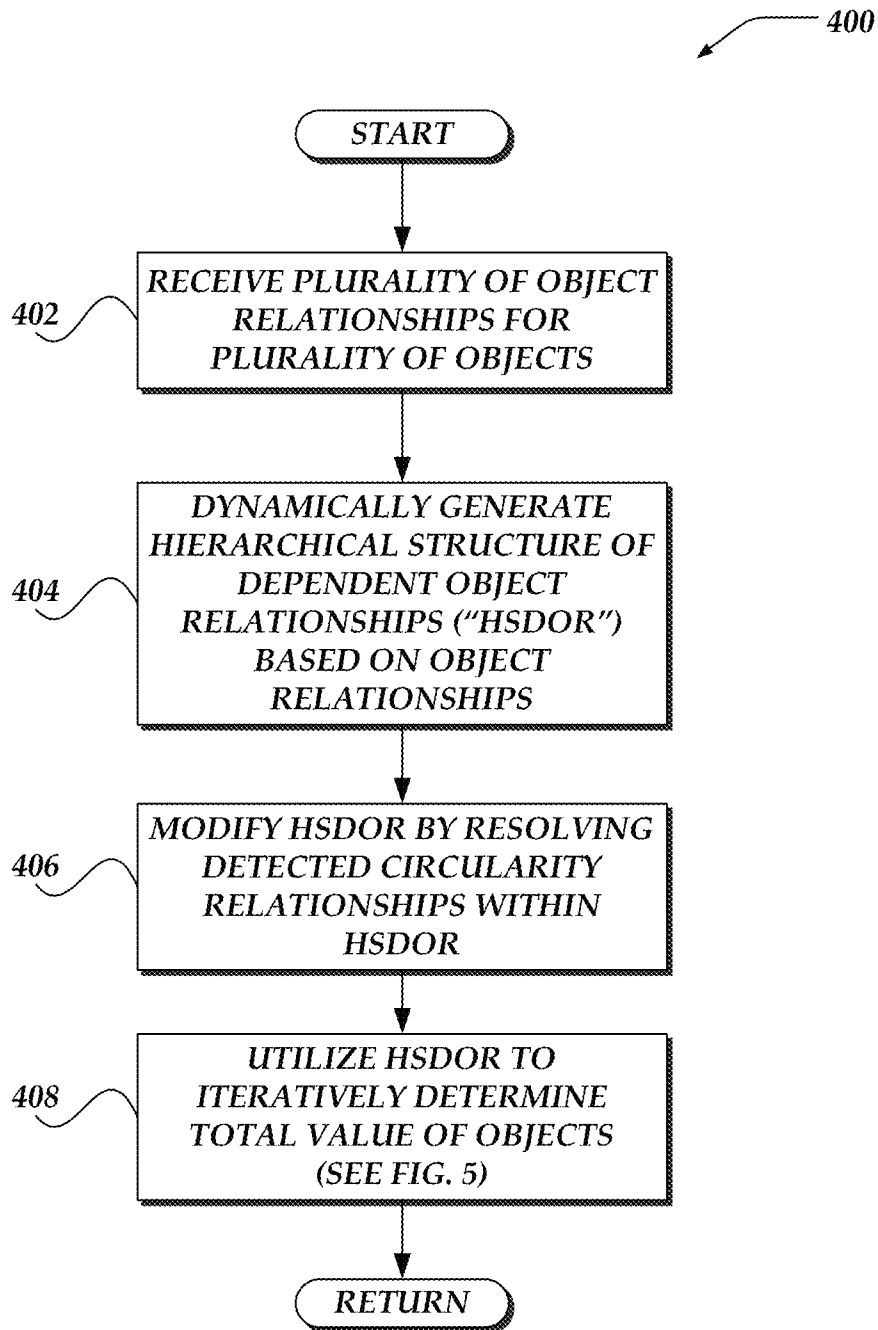 400
START
402
RECEIVE PLURALITY OF OBJECT
RELATIONSHIPS FOR
PLURALITY OF OBJECTS
404
DYNAMICALLY GENERATE
HIERARCHICAL STRUCTURE OF
DEPENDENT OBJECT
RELATIONSHIPS (“HSDOR”)
BASED ON OBJECT
RELATIONSHIPS
406
MODIFY HSDOR BY RESOLVING
DETECTED CIRCULARITY
RELATIONSHIPS WITHIN
HSDOR
408
UTILIZE HSDOR TO
ITERATIVELY DETERMINE
TOTAL VALUE OF OBJECTS
(SEE FIG. 5)
RETURN